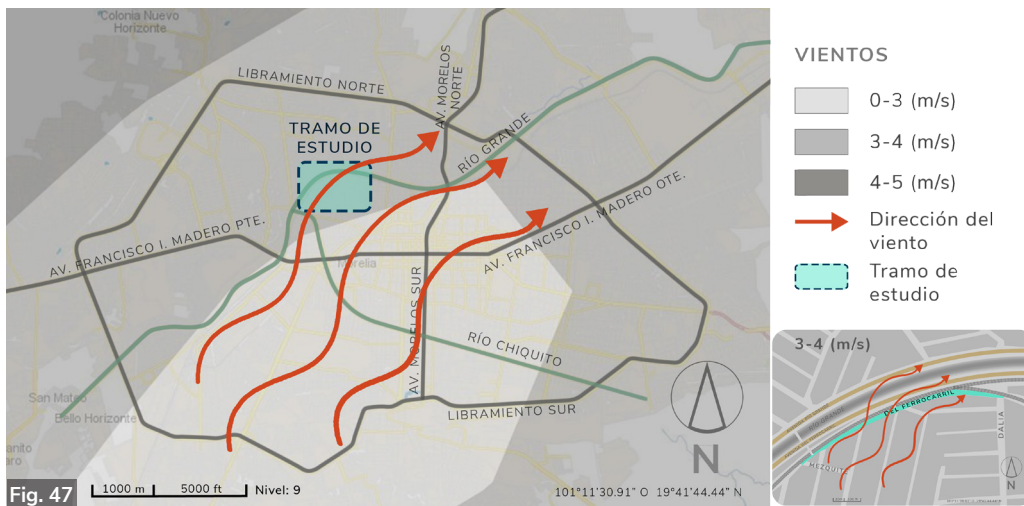 Colonia Nuevo
Horizonte
LIBRAMIENTO NORTE
AV. MORELOS
NORTE
TRAMO DE
ESTUDIO
RÍO GRANDE
AV. FRANCISCO I. MADERO PTE.
AV. FRANCISCO I. MADERO OTE.
Morelia
AV. MORELOS SUR
RÍO CHIQUITO
San Mateo
Bello Horizonte
LIBRAMIENTO SUR
N
Fig. 47
1000 m
5000 ft
Nivel: 9
101°11'30.91" O 19°41'44.44" N
VIENTOS
0-3 (m/s)
3-4 (m/s)
4-5 (m/s)
Dirección del
viento
Tramo de
estudio
3-4 (m/s)
RÍO GRANDE
DEL FERROCARRIL
MEZQUITE
DALIA
N